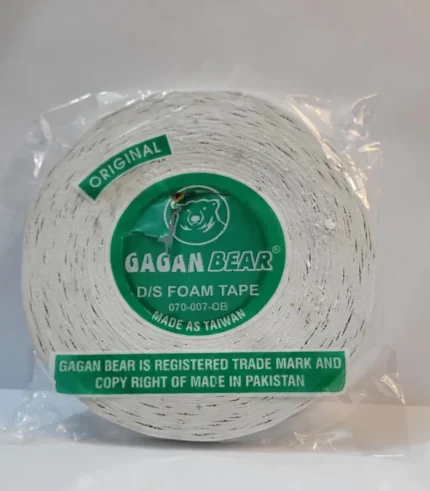 ORIGINAL
GAGAN BEAR®
D/S FOAM TAPE
070-007-OB
MADE AS TAIWAN
GAGAN BEAR IS REGISTERED TRADE MARK AND
COPY RIGHT OF MADE IN PAKISTAN